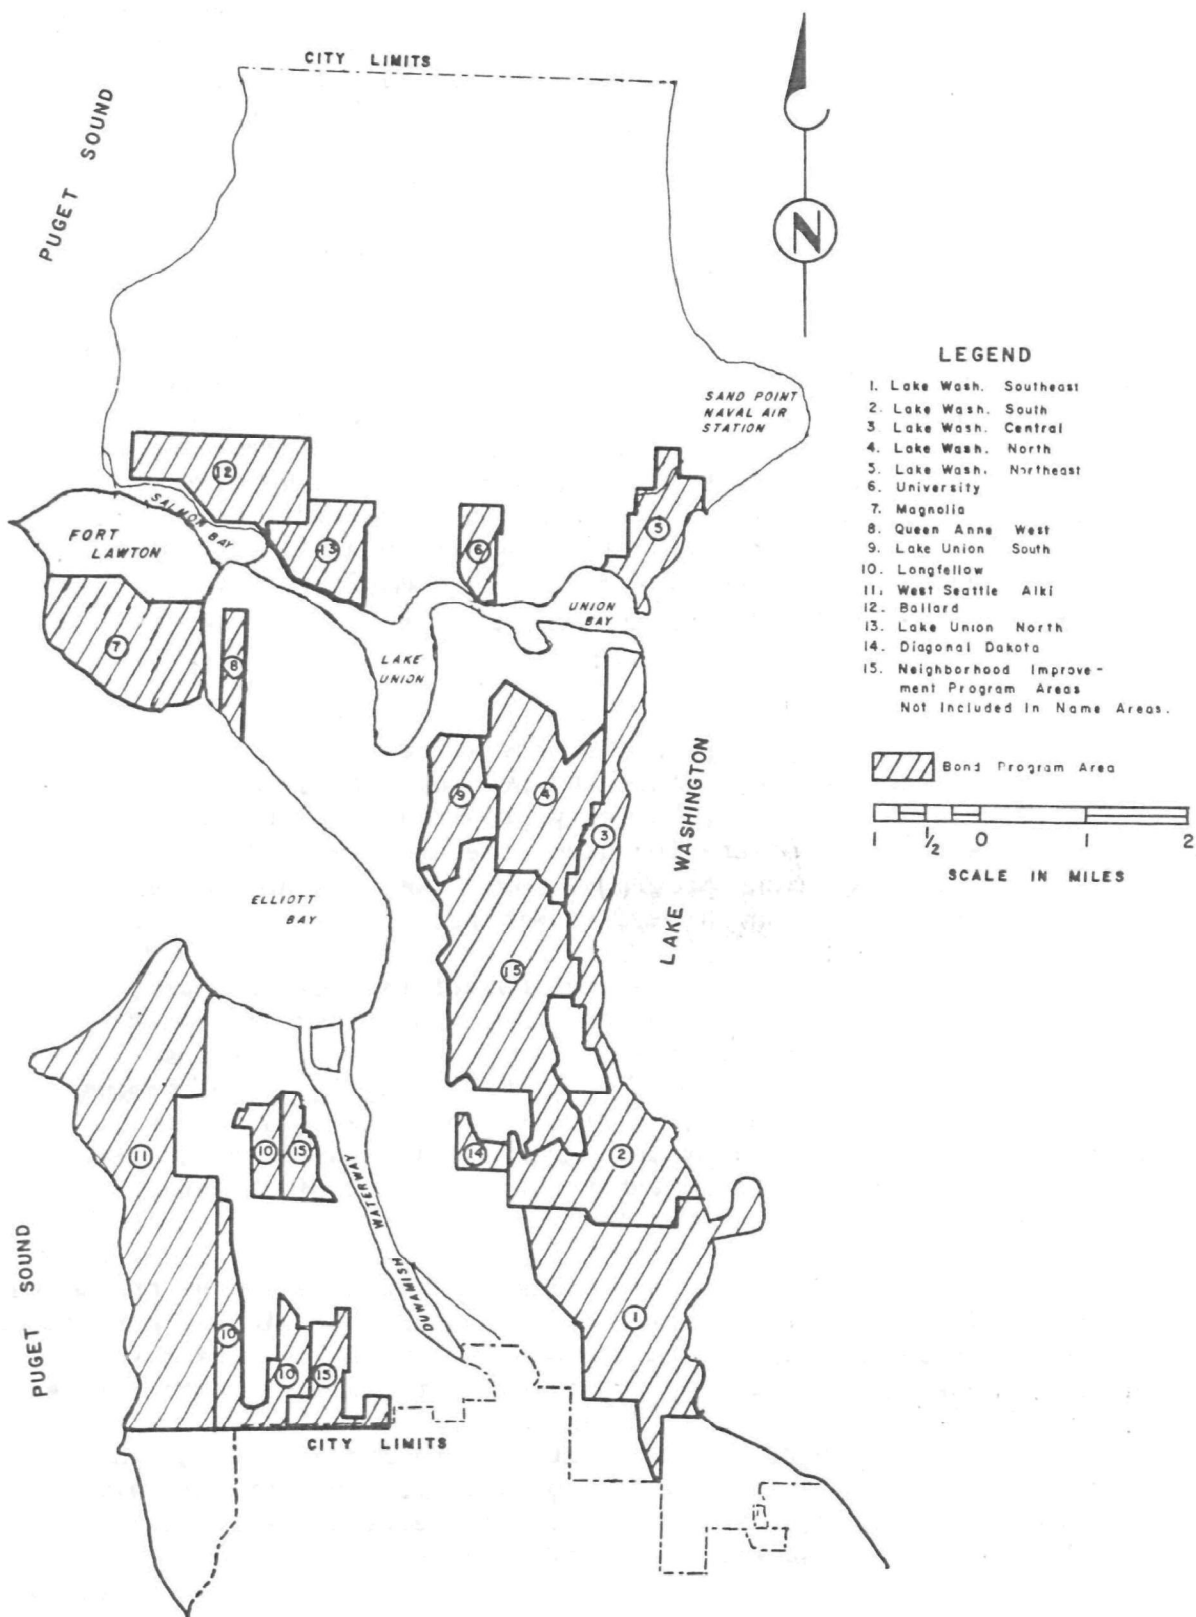 CITY LIMITS
PUGET SOUND
N
LEGEND
1. Lake Wash. Southeast
2. Lake Wash. South
3. Lake Wash. Central
4. Lake Wash. North
5. Lake Wash. Northeast
6. University
7. Magnolia
8. Queen Anne West
9. Lake Union South
10. Longfellow
11. West Seattle Alki
12. Ballard
13. Lake Union North
14. Diagonal Dakota
15. Neighborhood Improve-
ment Program Areas
Not Included In Name Areas.
Bond Program Area
1 1/2 0 1 2
SCALE IN MILES
SAND POINT
NAVAL AIR
STATION
12
SALMON BAY
FORT
LAWTON
13
6
5
UNION
BAY
7
8
LAKE
UNION
9
4
3
LAKE WASHINGTON
ELLIOTT
BAY
15
11
10
15
14
2
DUWAMISH WATERWAY
PUGET SOUND
1
10
10
15
CITY LIMITS